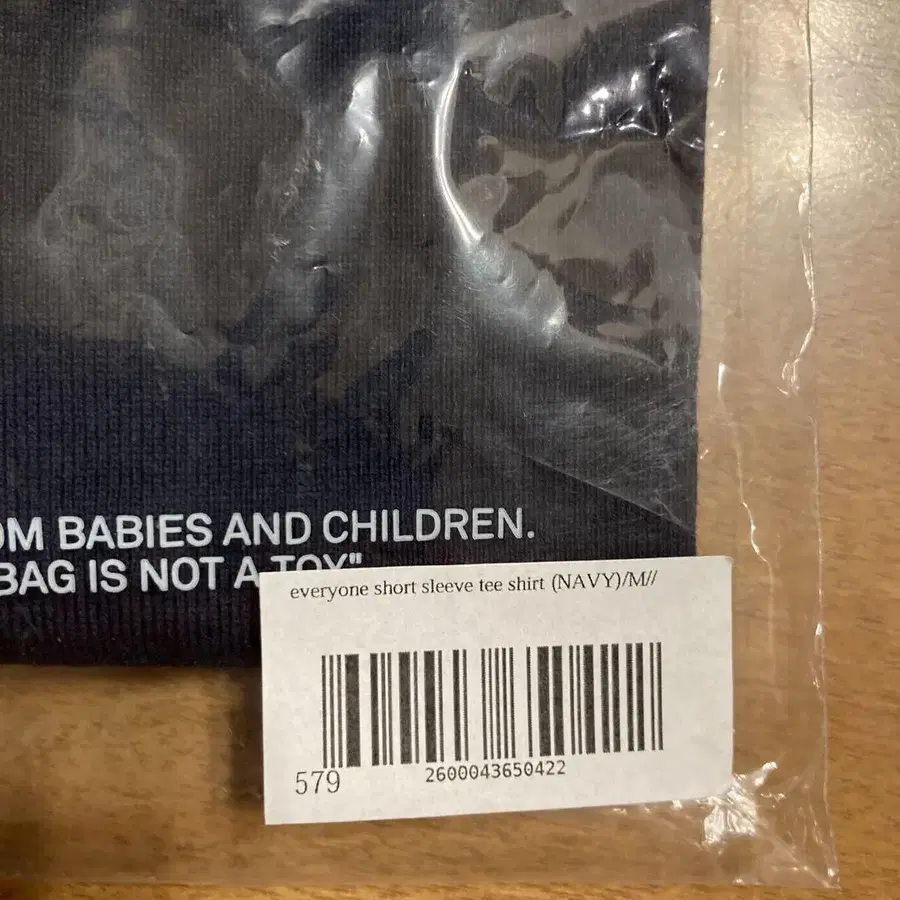 OM BABIES AND CHILDREN.
BAG IS NOT A TOY"
everyone short sleeve tee shirt (NAVY)/M//
579
2600043650422